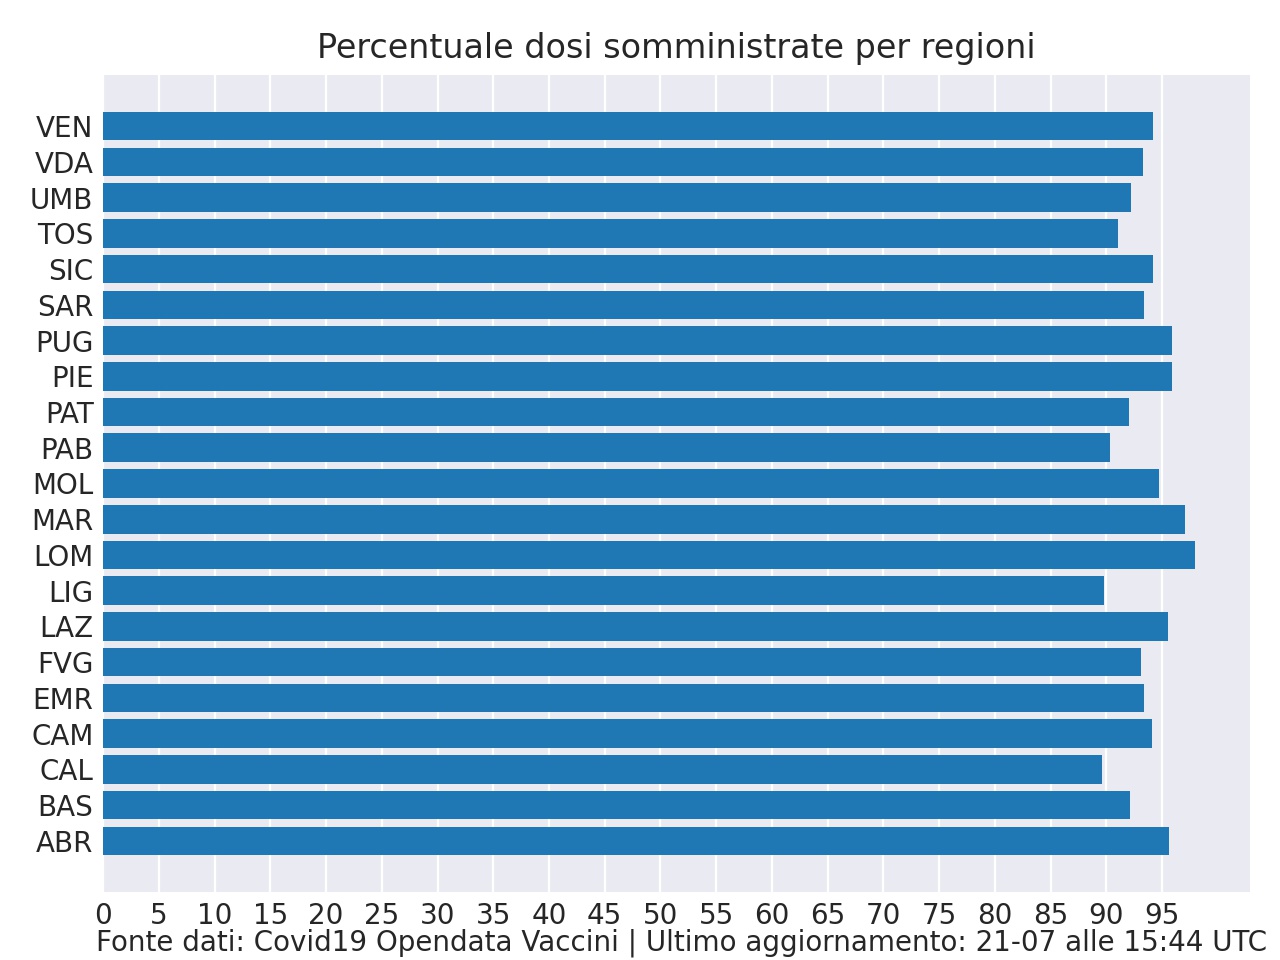 Percentuale dosi somministrate per regioni
VEN
VDA
UMB
TOS
SIC
SAR
PUG
PIE
PAT
PAB
MOL
MAR
LOM
LIG
LAZ
FVG
EMR
CAM
CAL
BAS
ABR
0 5 10 15 20 25 30 35 40 45 50 55 60 65 70 75 80 85 90 95
Fonte dati: Covid19 Opendata Vaccini | Ultimo aggiornamento: 21-07 alle 15:44 UTC